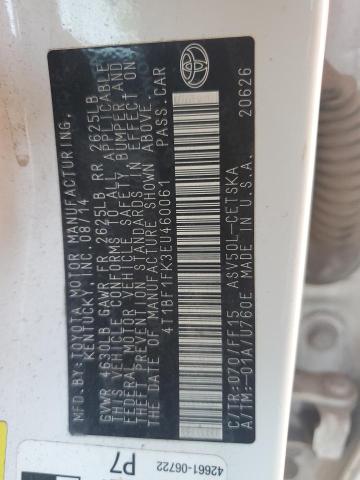 MFD.BY: TOYOTA MOTOR MANUFACTURING,
KENTUCKY, INC. 08/14
GVWR 4630LB GAWR FR 2625LB RR 2625LB
THIS VEHICLE CONFORMS TO ALL APPLICABLE
FEDERAL MOTOR VEHICLE SAFETY, BUMPER, AND
THEFT PREVENTION STANDARDS IN EFFECT ON
THE DATE OF MANUFACTURE SHOWN ABOVE.
4T1BF1FK3EU460061 PASS.CAR
C/TR: 070/FF15 ASV50L-CETSKA
A/TM: -01A/U760E MADE IN U.S.A. 20626
42661-06722
P7